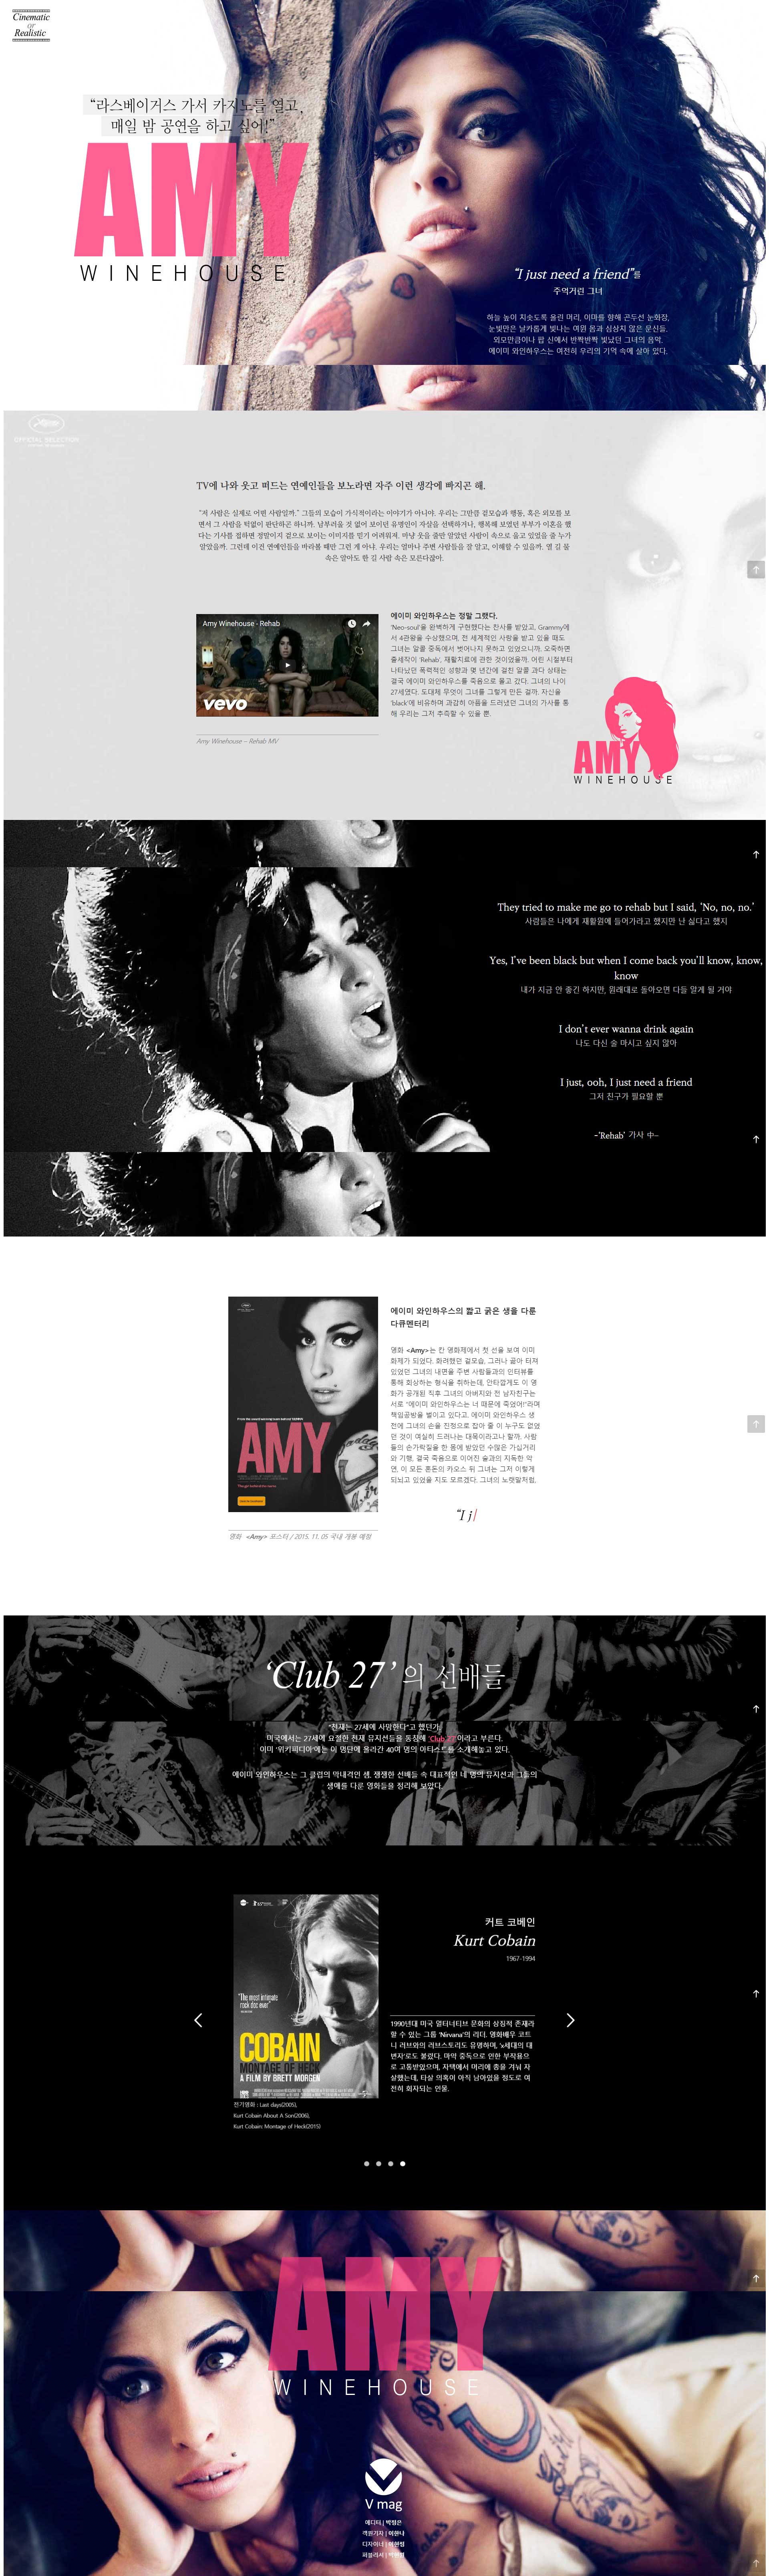 Cinematic
or
Realistic
“라스베이거스 가서 카지노를 열고,
매일 밤 공연을 하고 싶어!”
AMY
WINEHOUSE
“I just need a friend”를
주억거린 그녀
하늘 높이 치솟도록 올린 머리, 이마를 향해 곤두선 눈화장,
눈빛만은 날카롭게 빛나는 여윈 몸과 심상치 않은 문신들.
외모만큼이나 팝 신에서 반짝반짝 빛났던 그녀의 음악.
에이미 와인하우스는 여전히 우리의 기억 속에 살아 있다.
OFFICIAL SELECTION
TV에 나와 웃고 떠드는 연예인들을 보노라면 자주 이런 생각에 빠지곤 해.
“저 사람은 실제로 어떤 사람일까.” 그들의 모습이 가식적이라는 이야기가 아니야. 우리는 그만큼 겉모습과 행동, 혹은 외모를 보
면서 그 사람을 턱없이 판단하곤 하니까. 남부러울 것 없어 보이던 유명인이 자살을 선택하거나, 행복해 보였던 부부가 이혼을 했
다는 기사를 접하면 정말이지 겉으로 보이는 이미지를 믿기 어려워져. 마냥 웃을 줄만 알았던 사람이 속으로 울고 있었을 줄 누가
알았을까. 그런데 이건 연예인들을 바라볼 때만 그런 게 아냐. 우리는 얼마나 주변 사람들을 잘 알고, 이해할 수 있을까. 열 길 물
속은 알아도 한 길 사람 속은 모른다잖아.
Amy Winehouse - Rehab
vevo
Amy Winehouse – Rehab MV
에이미 와인하우스는 정말 그랬다.
‘Neo-soul’을 완벽하게 구현했다는 찬사를 받았고, Grammy에
서 4관왕을 수상했으며, 전 세계적인 사랑을 받고 있을 때도
그녀는 알콜 중독에서 벗어나지 못하고 있었으니까. 오죽하면
출세작이 ‘Rehab’, 재활치료에 관한 것이었을까. 어린 시절부터
나타났던 폭력적인 성향과 몇 년간에 걸친 알콜 과다 상태는
결국 에이미 와인하우스를 죽음으로 몰고 갔다. 그녀의 나이
27세였다. 도대체 무엇이 그녀를 그렇게 만든 걸까. 자신을
‘black’에 비유하며 과감히 아픔을 드러냈던 그녀의 가사를 통
해 우리는 그저 추측할 수 있을 뿐.
AMY
WINEHOUSE
They tried to make me go to rehab but I said, ‘No, no, no.’
사람들은 나에게 재활원에 들어가라고 했지만 난 싫다고 했지
Yes, I’ve been black but when I come back you’ll know, know,
know
내가 지금 안 좋긴 하지만, 원래대로 돌아오면 다들 알게 될 거야
I don’t ever wanna drink again
나도 다신 술 마시고 싶지 않아
I just, ooh, I just need a friend
그저 친구가 필요할 뿐
-‘Rehab’ 가사 中–
AMY
에이미 와인하우스의 짧고 굵은 생을 다룬
다큐멘터리
영화 <Amy>는 칸 영화제에서 첫 선을 보여 이미
화제가 되었다. 화려했던 겉모습, 그러나 곪아 터져
있었던 그녀의 내면을 주변 사람들과의 인터뷰를
통해 회상하는 형식을 취하는데, 안타깝게도 이 영
화가 공개된 직후 그녀의 아버지와 전 남자친구는
서로 “에이미 와인하우스는 너 때문에 죽었어!”라며
책임공방을 벌이고 있다고. 에이미 와인하우스 생
전에 그녀의 손을 진정으로 잡아 줄 이 누구도 없었
던 것이 여실히 드러나는 대목이라고나 할까. 사람
들의 손가락질을 한 몸에 받았던 수많은 가십거리
와 기행, 결국 죽음으로 이어진 술과의 지독한 악
연, 이 모든 혼돈의 카오스 뒤 그녀는 그저 이렇게
되뇌고 있었을 지도 모르겠다. 그녀의 노랫말처럼,
“I j
영화 <Amy> 포스터 / 2015. 11. 05 국내 개봉 예정
‘Club 27’의 선배들
“천재는 27세에 사망한다”고 했던가.
미국에서는 27세에 요절한 천재 뮤지션들을 통칭해 ‘Club 27’이라고 부른다.
이미 ‘위키피디아’에는 이 명단에 올라간 40여 명의 아티스트를 소개해놓고 있다.
에이미 와인하우스는 그 클럽의 막내격인 셈. 쟁쟁한 선배들 속 대표적인 네 명의 뮤지션과 그들의
생애를 다룬 영화들을 정리해 보았다.
“The most intimate
rock doc ever”
COBAIN
MONTAGE OF HECK
A FILM BY BRETT MORGEN
전기영화 : Last days(2005),
Kurt Cobain About A Son(2006),
Kurt Cobain: Montage of Heck(2015)
커트 코베인
Kurt Cobain
1967-1994
1990년대 미국 얼터너티브 문화의 상징적 존재라
할 수 있는 그룹 ‘Nirvana’의 리더. 영화배우 코트
니 러브와의 러브스토리도 유명하며, ‘x세대의 대
변자’로도 불렸다. 마약 중독으로 인한 부작용으
로 고통받았으며, 자택에서 머리에 총을 겨눠 자
살했는데, 타살 의혹이 아직 남아있을 정도로 여
전히 회자되는 인물.
AMY
WINEHOUSE
V mag
에디터 | 박정은
객원기자 | 이한나
디자이너 |
퍼블리셔 |